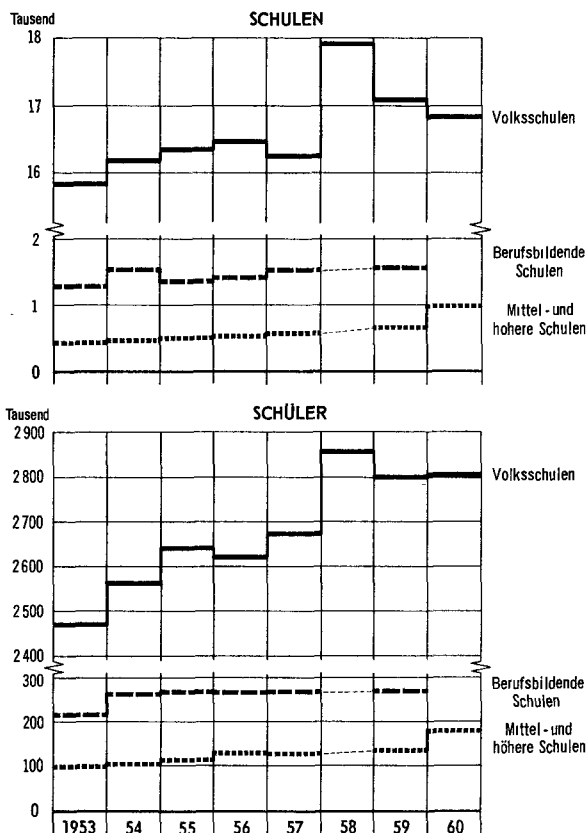 Tausend
SCHULEN
18
17
16
Volksschulen
2
1
0
Berufsbildende
Schulen
Mittel- und
hohere Schulen
Tausend
SCHÜLER
2 900
2 800
2 700
2 600
2 500
2 400
Volksschulen
300
200
100
0
Berufsbildende
Schulen
Mittel- und
höhere Schulen
1953 54 55 56 57 58 59 60